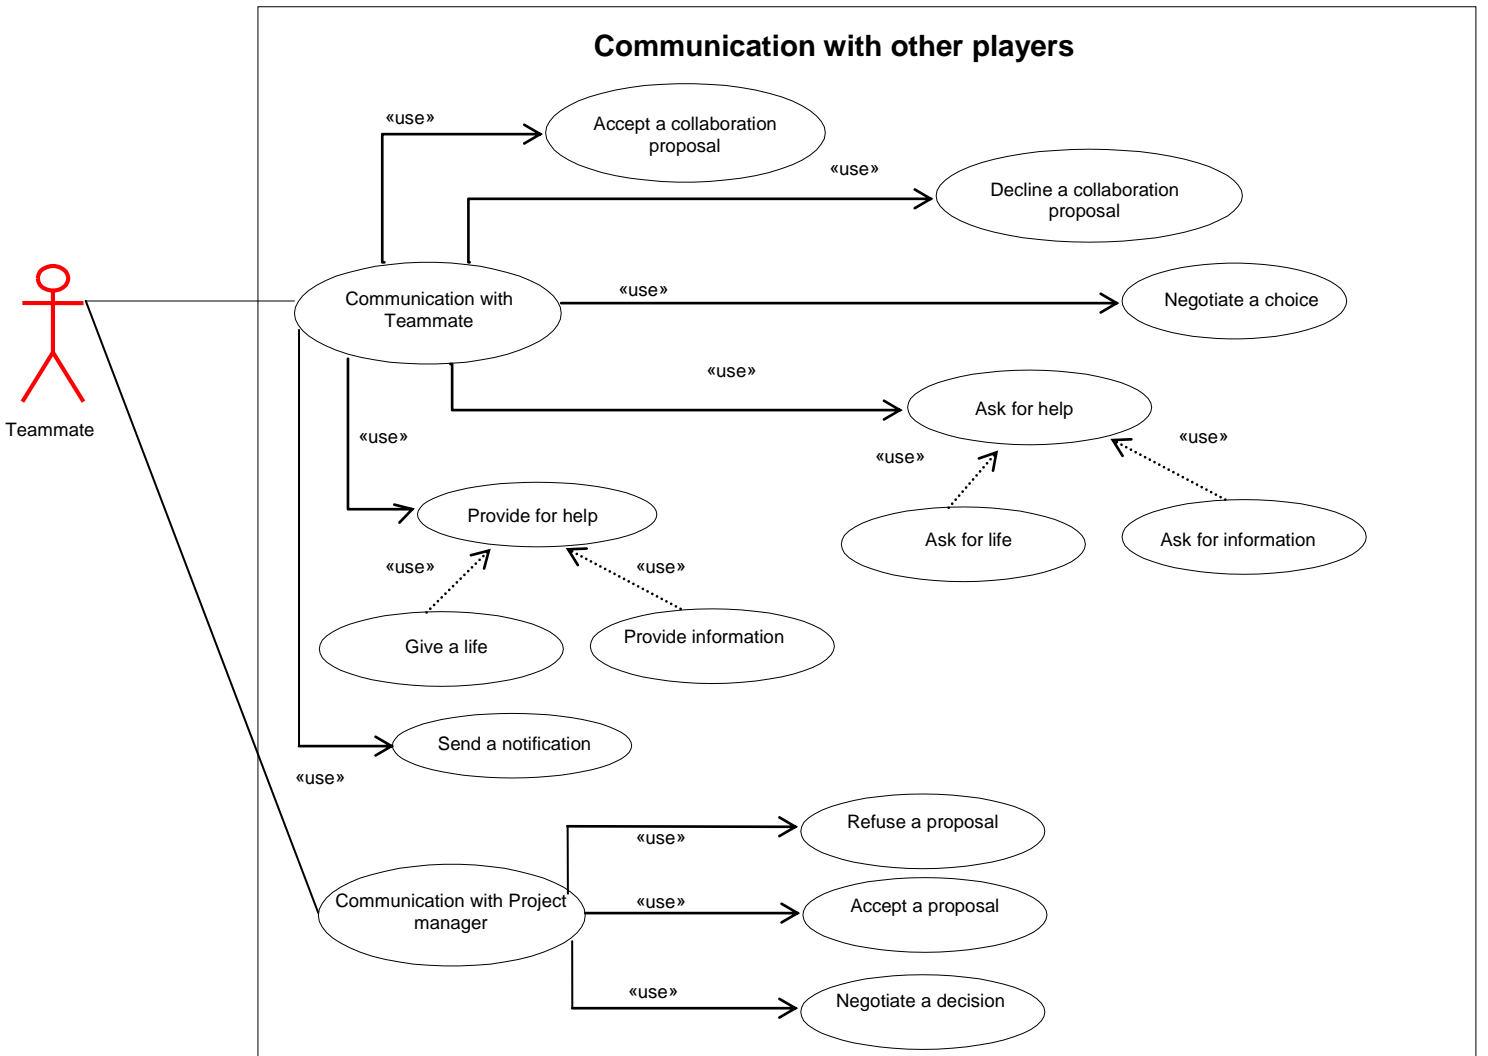 Communication with other players
«use»
Accept a collaboration
proposal
«use»
Decline a collaboration
proposal
Communication with
Teammate
«use»
Negotiate a choice
«use»
Ask for help
Teammate
«use»
«use»
«use»
Provide for help
Ask for life
Ask for information
«use»
«use»
Give a life
Provide information
Send a notification
«use»
Refuse a proposal
«use»
Communication with Project
manager
«use»
Accept a proposal
«use»
Negotiate a decision